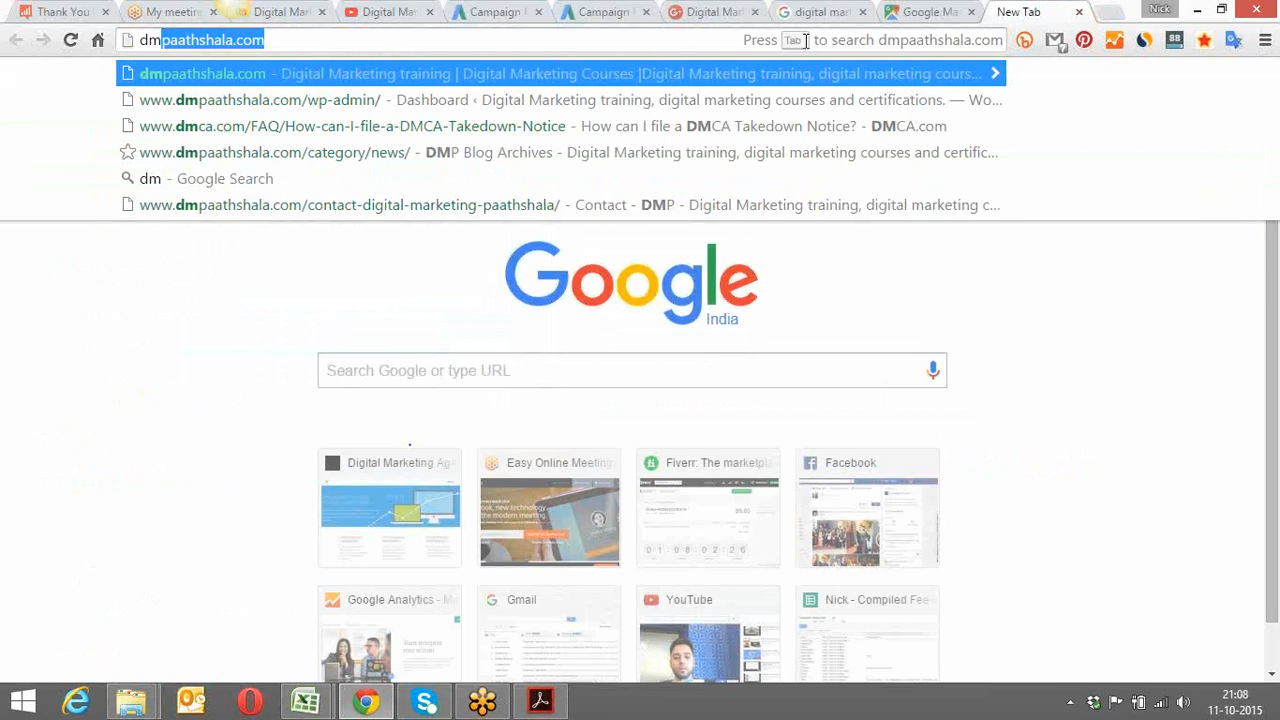 Thank You
My meetin
Digital Mar
Digital Mar
Campaign
Campaign
Digital Mar
digital mar
Google Ma
New Tab
Nick
dmpaathshala.com
Press Tab to search dmpaathshala.com
dmpaathshala.com - Digital Marketing training | Digital Marketing Courses |Digital Marketing training, digital marketing cours...
www.dmpaathshala.com/wp-admin/ - Dashboard ‹ Digital Marketing training, digital marketing courses and certifications. — Wo...
www.dmca.com/FAQ/How-can-I-file-a-DMCA-Takedown-Notice - How can I file a DMCA Takedown Notice? - DMCA.com
www.dmpaathshala.com/category/news/ - DMP Blog Archives - Digital Marketing training, digital marketing courses and certific...
dm - Google Search
www.dmpaathshala.com/contact-digital-marketing-paathshala/ - Contact - DMP - Digital Marketing training, digital marketing c...
Google
India
Search Google or type URL
Digital Marketing Ag
Easy Online Meeting
Fiverr: The marketpla
Facebook
Google Analytics - M
Gmail
YouTube
Nick - Compiled Fee
21:08
11-10-2015